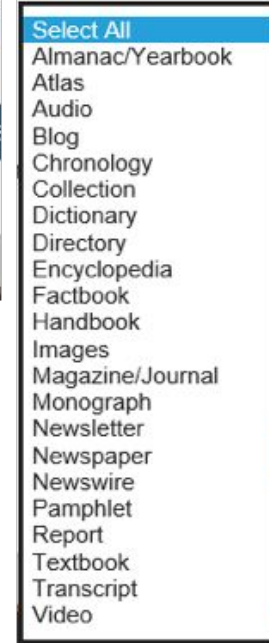 Select All
Almanac/Yearbook
Atlas
Audio
Blog
Chronology
Collection
Dictionary
Directory
Encyclopedia
Factbook
Handbook
Images
Magazine/Journal
Monograph
Newsletter
Newspaper
Newswire
Pamphlet
Report
Textbook
Transcript
Video